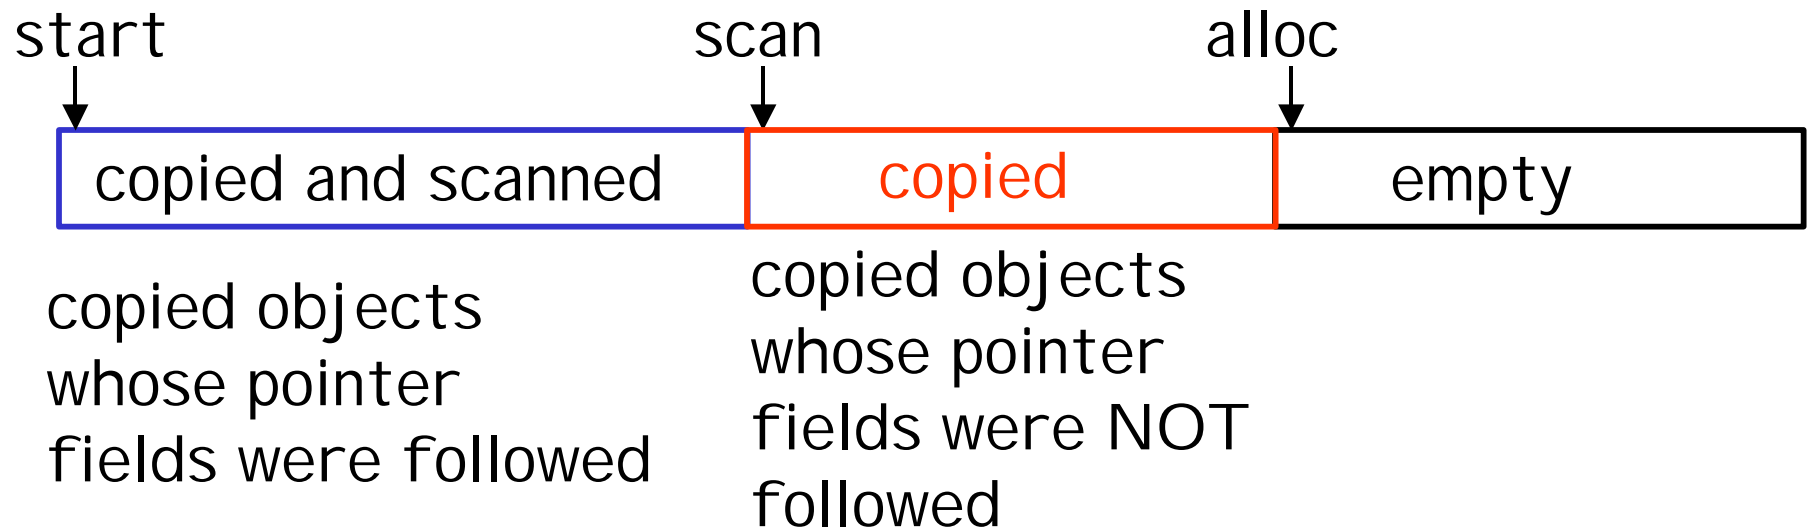 start scan alloc
copied and scanned copied empty
copied objects
whose pointer
fields were followed
copied objects
whose pointer
fields were NOT
followed